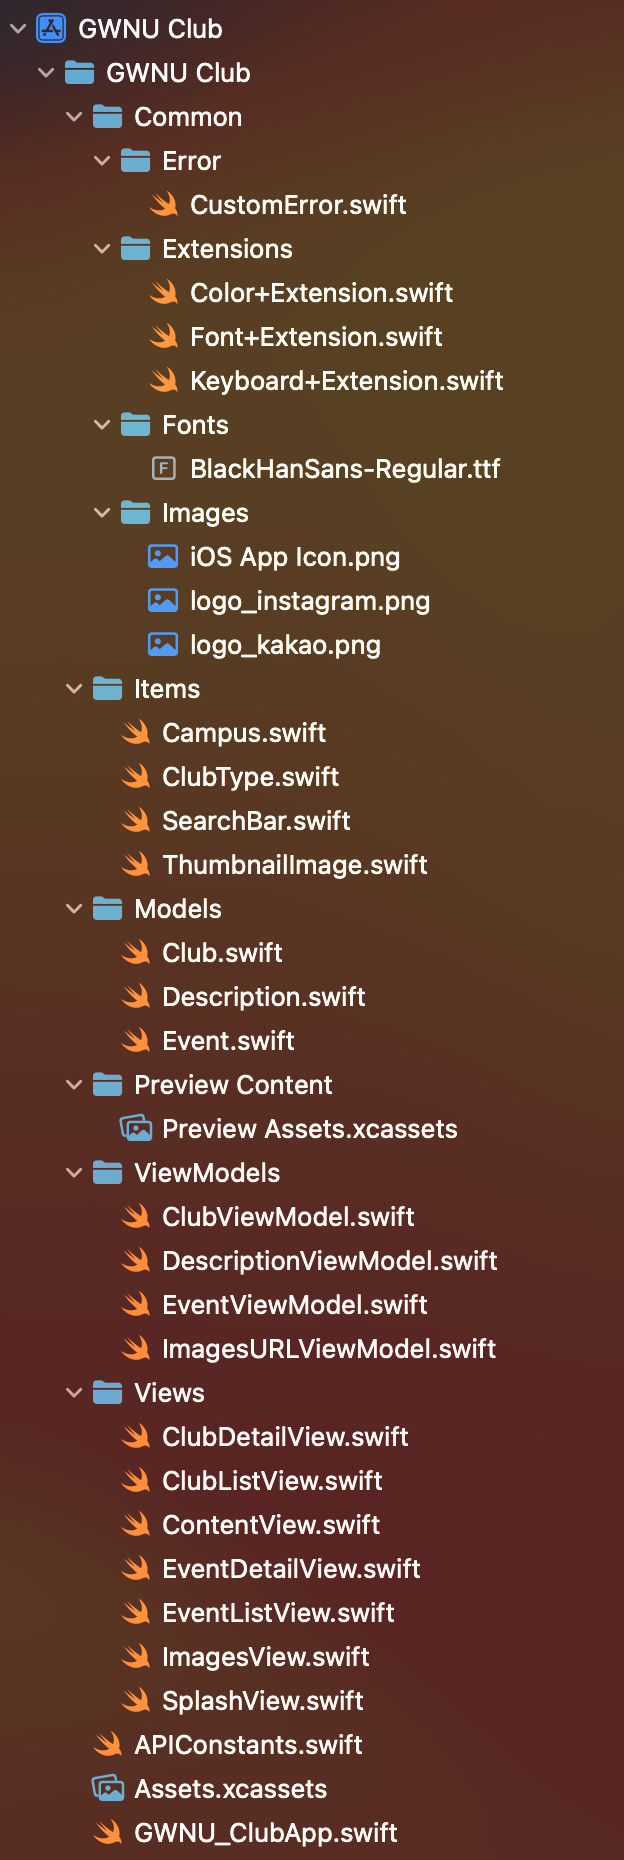 GWNU Club
GWNU Club
Common
Error
CustomError.swift
Extensions
Color+Extension.swift
Font+Extension.swift
Keyboard+Extension.swift
Fonts
F BlackHanSans-Regular.ttf
Images
iOS App Icon.png
logo_instagram.png
logo_kakao.png
Items
Campus.swift
ClubType.swift
SearchBar.swift
ThumbnailImage.swift
Models
Club.swift
Description.swift
Event.swift
Preview Content
Preview Assets.xcassets
ViewModels
ClubViewModel.swift
DescriptionViewModel.swift
EventViewModel.swift
ImagesURLViewModel.swift
Views
ClubDetailView.swift
ClubListView.swift
ContentView.swift
EventDetailView.swift
EventListView.swift
ImagesView.swift
SplashView.swift
APIConstants.swift
Assets.xcassets
GWNU_ClubApp.swift